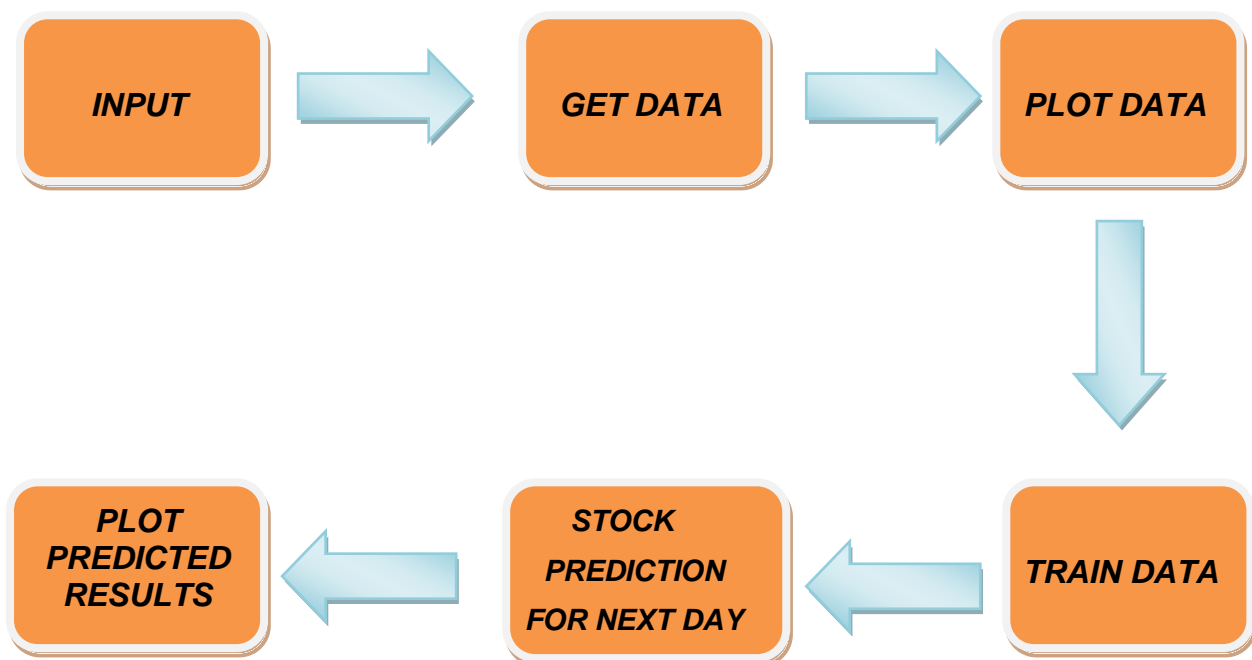 INPUT
GET DATA
PLOT DATA
TRAIN DATA
STOCK
PREDICTION
FOR NEXT DAY
PLOT
PREDICTED
RESULTS